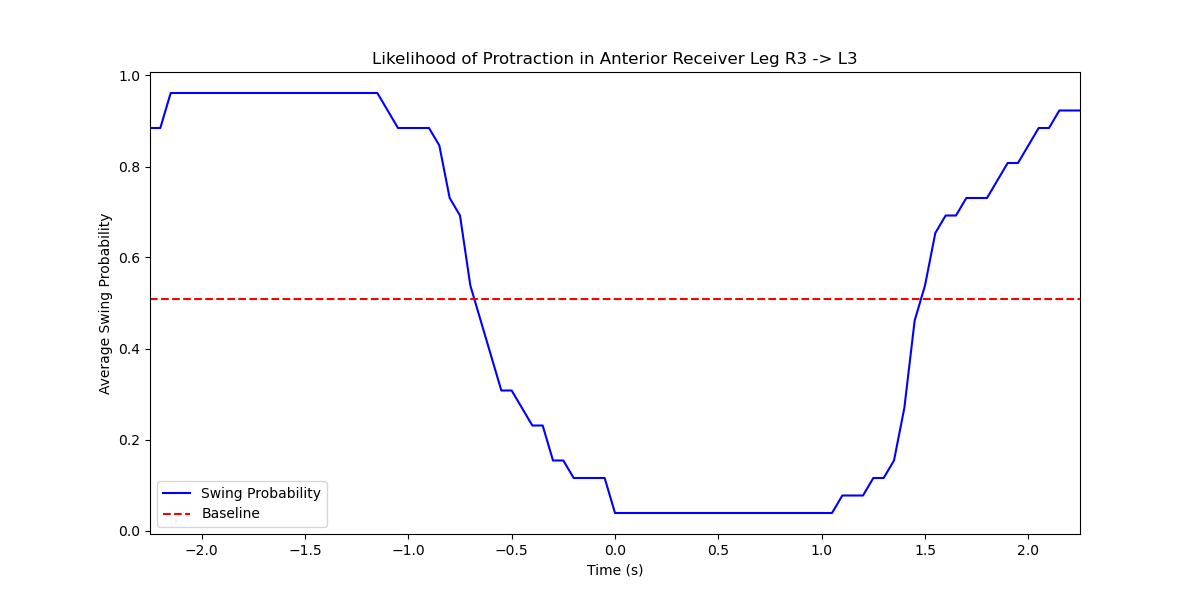 Likelihood of Protraction in Anterior Receiver Leg R3 -> L3
Average Swing Probability
1.0
0.8
0.6
0.4
0.2
0.0
Swing Probability
Baseline
−2.0 −1.5 −1.0 −0.5 0.0 0.5 1.0 1.5 2.0
Time (s)